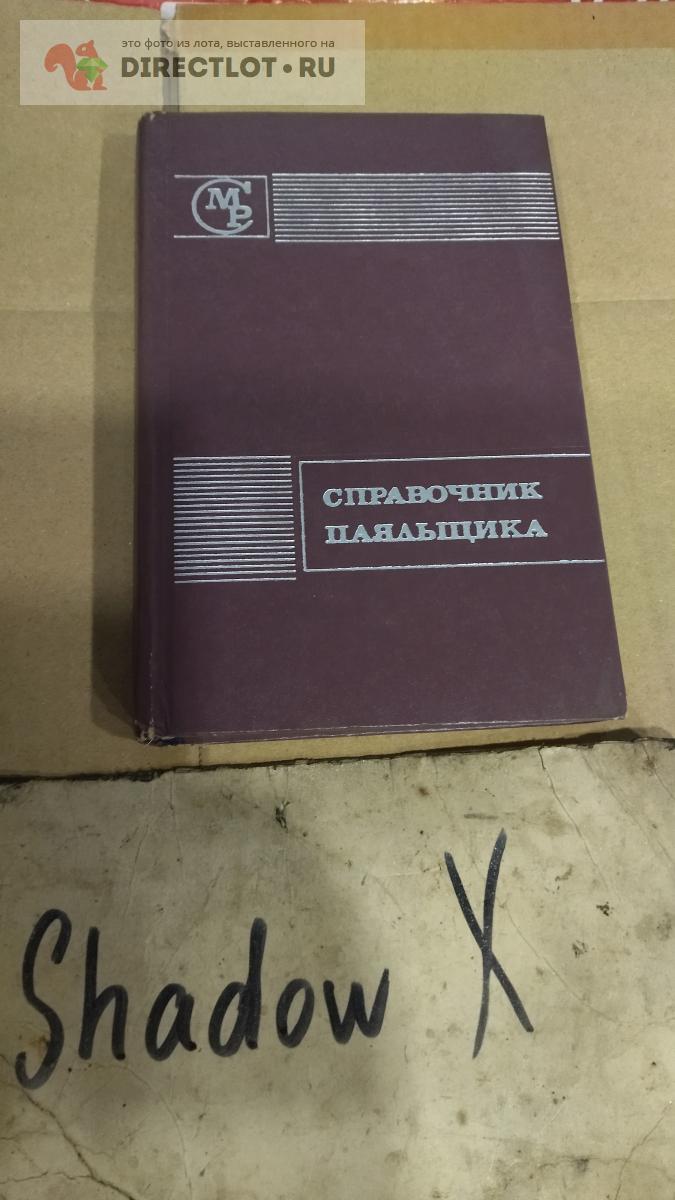 это фото из лота, выставленного на
DIRECTLOT•RU
СМР
СПРАВОЧНИК
ПАЯЛЬЩИКА
Shadow X